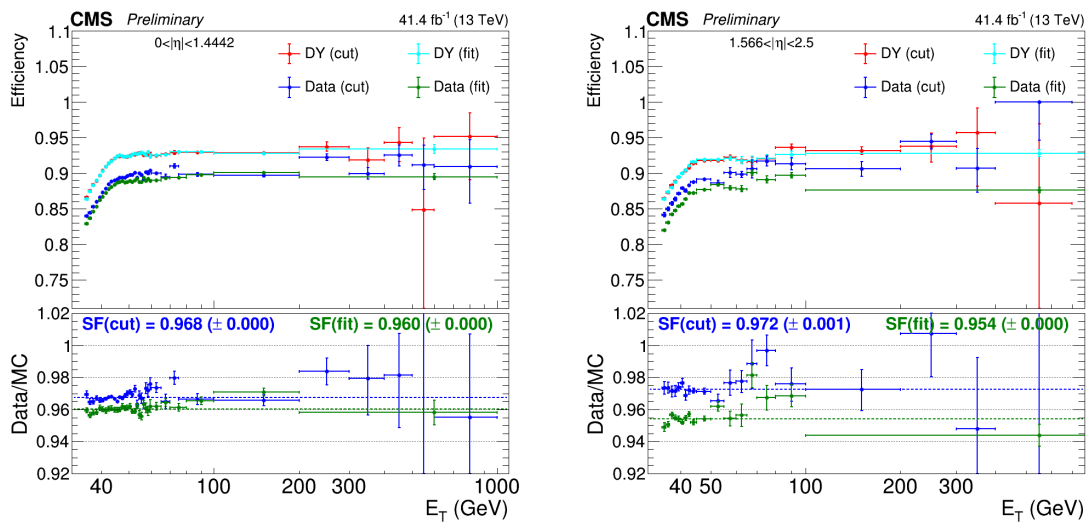 CMS Preliminary 41.4 fb⁻¹ (13 TeV)
0<|η|<1.4442
Efficiency
1.1
1.05
1
0.95
0.9
0.85
0.8
0.75
DY (cut) DY (fit)
Data (cut) Data (fit)
Data/MC
1.02
1
0.98
0.96
0.94
0.92
SF(cut) = 0.968 (± 0.000) SF(fit) = 0.960 (± 0.000)
40 100 200 300 1000
E_T (GeV)
CMS Preliminary 41.4 fb⁻¹ (13 TeV)
1.566<|η|<2.5
Efficiency
1.1
1.05
1
0.95
0.9
0.85
0.8
0.75
DY (cut) DY (fit)
Data (cut) Data (fit)
Data/MC
1.02
1
0.98
0.96
0.94
0.92
SF(cut) = 0.972 (± 0.001) SF(fit) = 0.954 (± 0.000)
40 50 100 200 300
E_T (GeV)